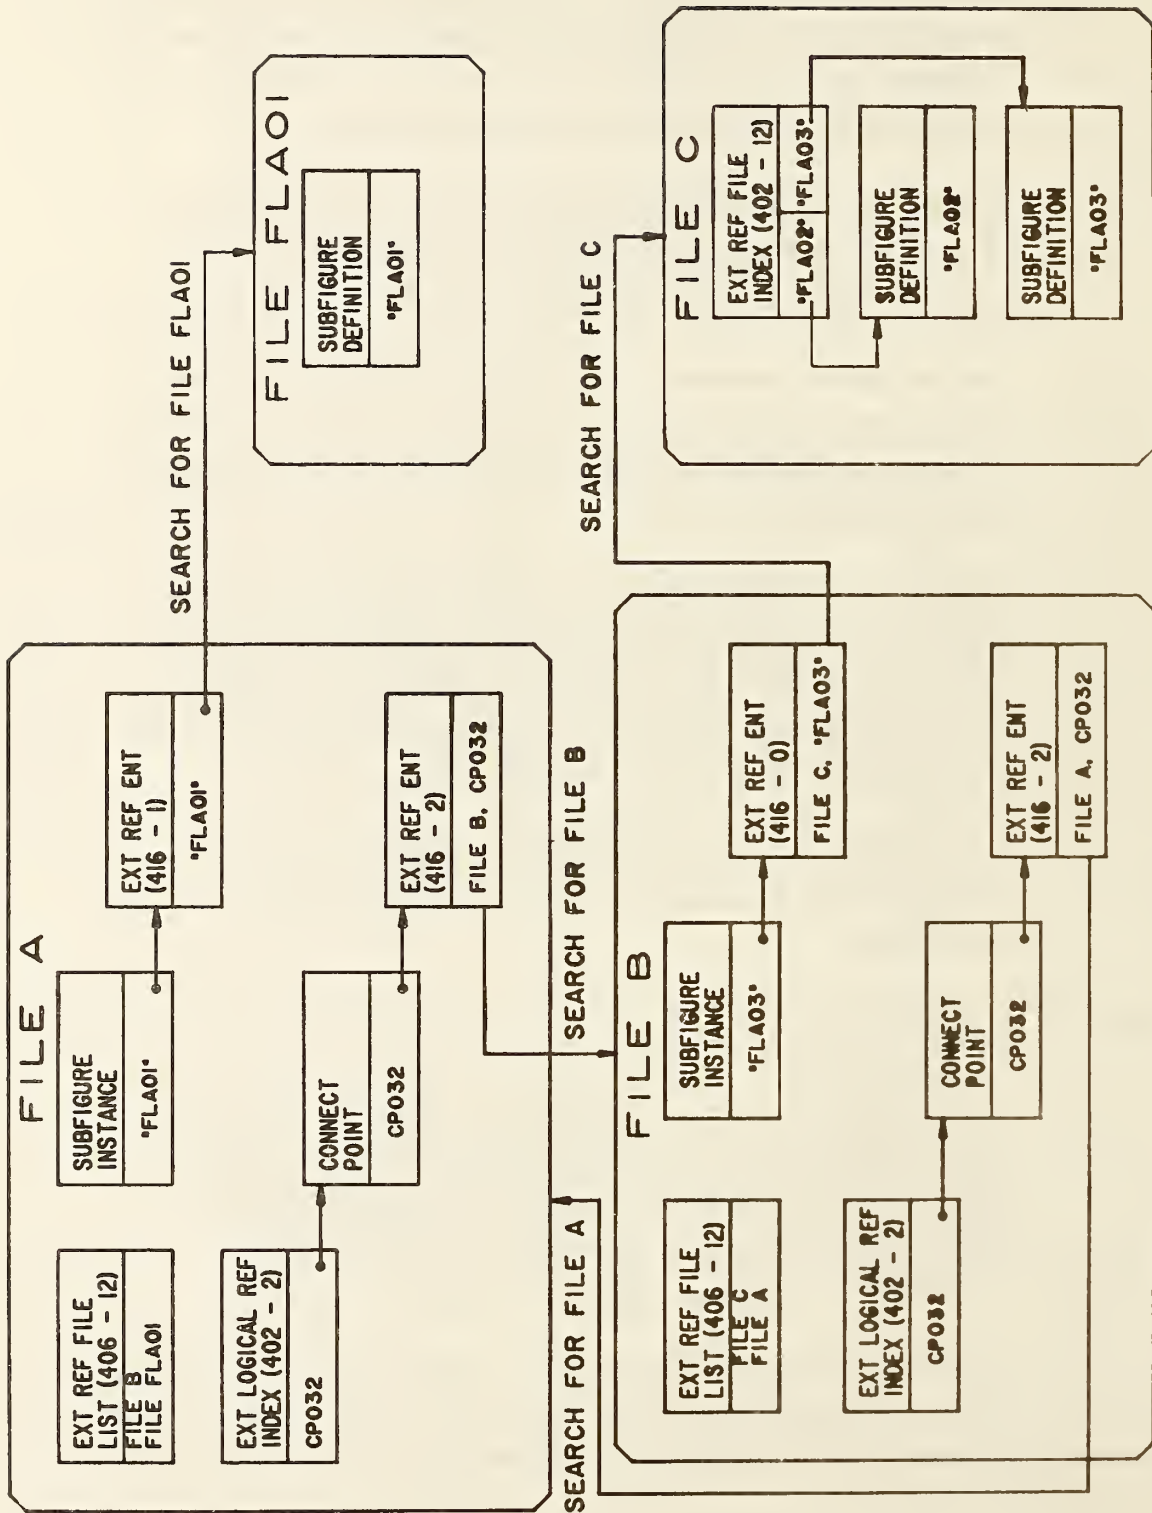 FILE A
EXT REF FILE
LIST (406 - 12)
FILE B
FILE FLA01
SUBFIGURE
INSTANCE
"FLA01"
EXT REF ENT
(416 - 1)
"FLA01"
EXT LOGICAL REF
INDEX (402 - 2)
CP032
CONNECT
POINT
CP032
EXT REF ENT
(416 - 2)
FILE B, CP032
SEARCH FOR FILE FLA01
FILE FLA01
SUBFIGURE
DEFINITION
"FLA01"
SEARCH FOR FILE A
SEARCH FOR FILE B
FILE B
EXT REF FILE
LIST (406 - 12)
FILE C
FILE A
SUBFIGURE
INSTANCE
"FLA03"
EXT REF ENT
(416 - 0)
FILE C, "FLA03"
EXT LOGICAL REF
INDEX (402 - 2)
CP032
CONNECT
POINT
CP032
EXT REF ENT
(416 - 2)
FILE A, CP032
SEARCH FOR FILE C
FILE C
EXT REF FILE
INDEX (402 - 12)
"FLA02" "FLA03"
SUBFIGURE
DEFINITION
"FLA02"
SUBFIGURE
DEFINITION
"FLA03"